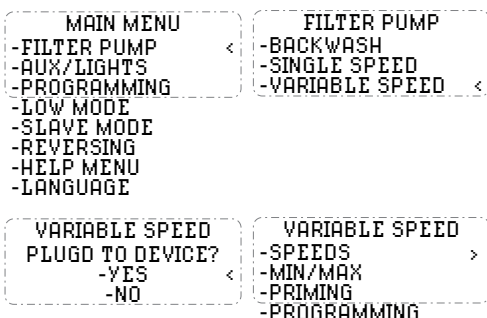 MAIN MENU
-FILTER PUMP <
-AUX/LIGHTS
-PROGRAMMING
-LOW MODE
-SLAVE MODE
-REVERSING
-HELP MENU
-LANGUAGE
FILTER PUMP
-BACKWASH
-SINGLE SPEED
-VARIABLE SPEED <
VARIABLE SPEED
PLUGD TO DEVICE?
-YES <
-NO
VARIABLE SPEED
-SPEEDS >
-MIN/MAX
-PRIMING
-PROGRAMMING